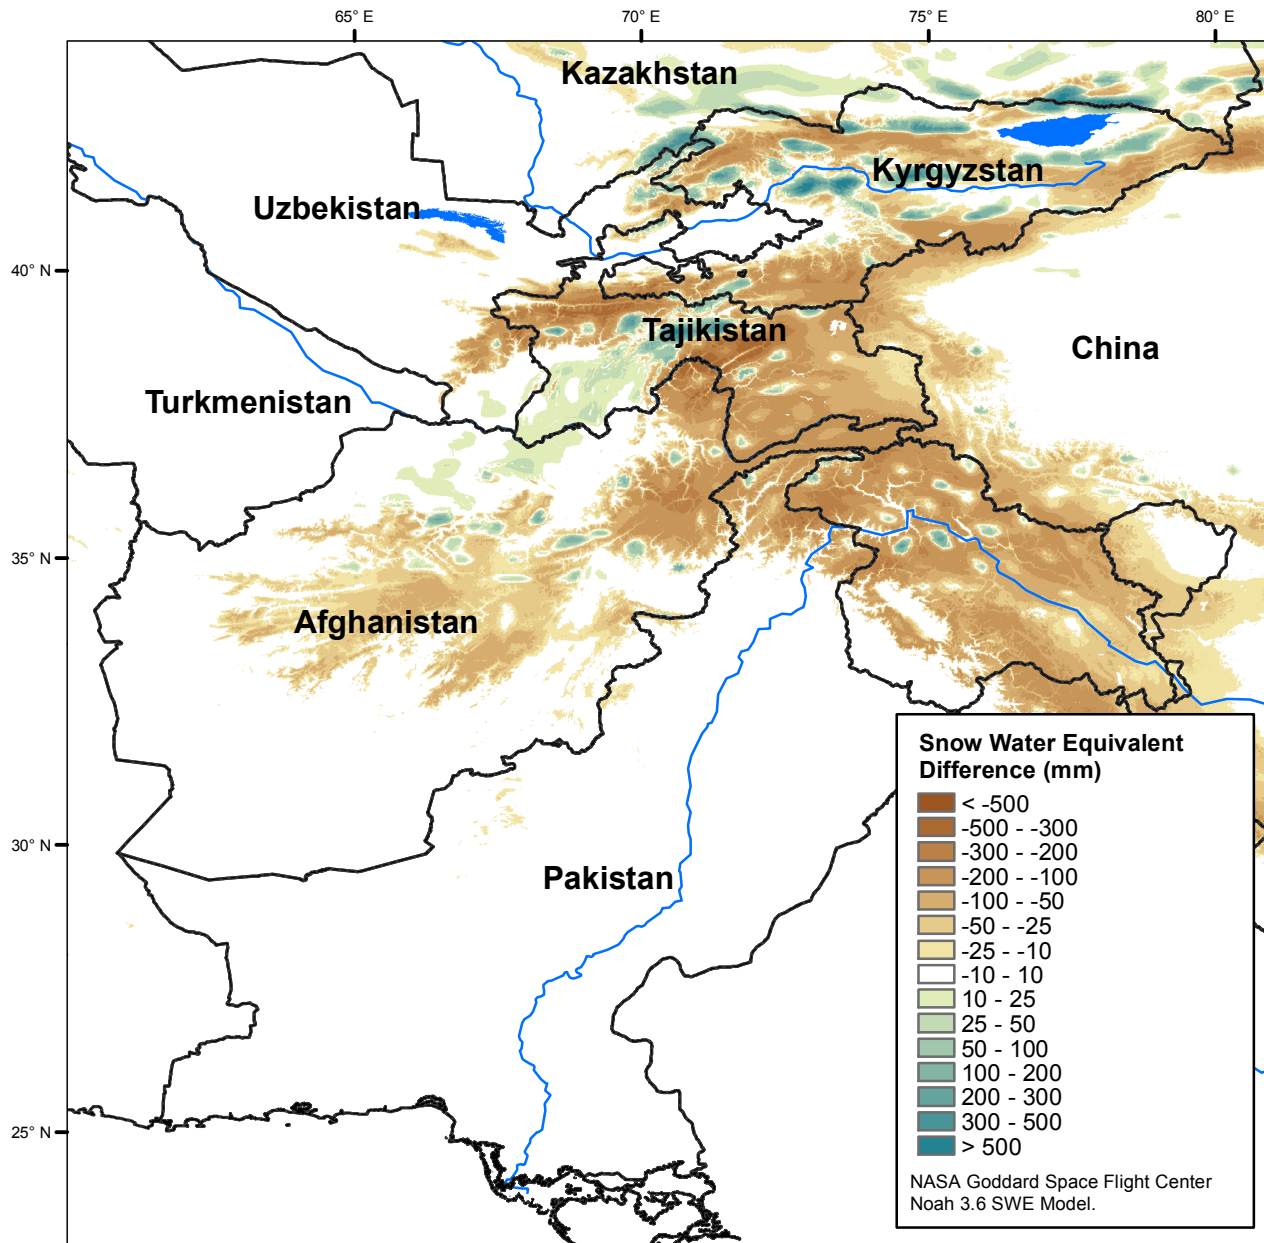 65° E
70° E
75° E
80° E
Kazakhstan
Kyrgyzstan
Uzbekistan
40° N
Tajikistan
China
Turkmenistan
35° N
Afghanistan
30° N
Pakistan
25° N
Snow Water Equivalent
Difference (mm)
< -500
-500 - -300
-300 - -200
-200 - -100
-100 - -50
-50 - -25
-25 - -10
-10 - 10
10 - 25
25 - 50
50 - 100
100 - 200
200 - 300
300 - 500
> 500
NASA Goddard Space Flight Center
Noah 3.6 SWE Model.